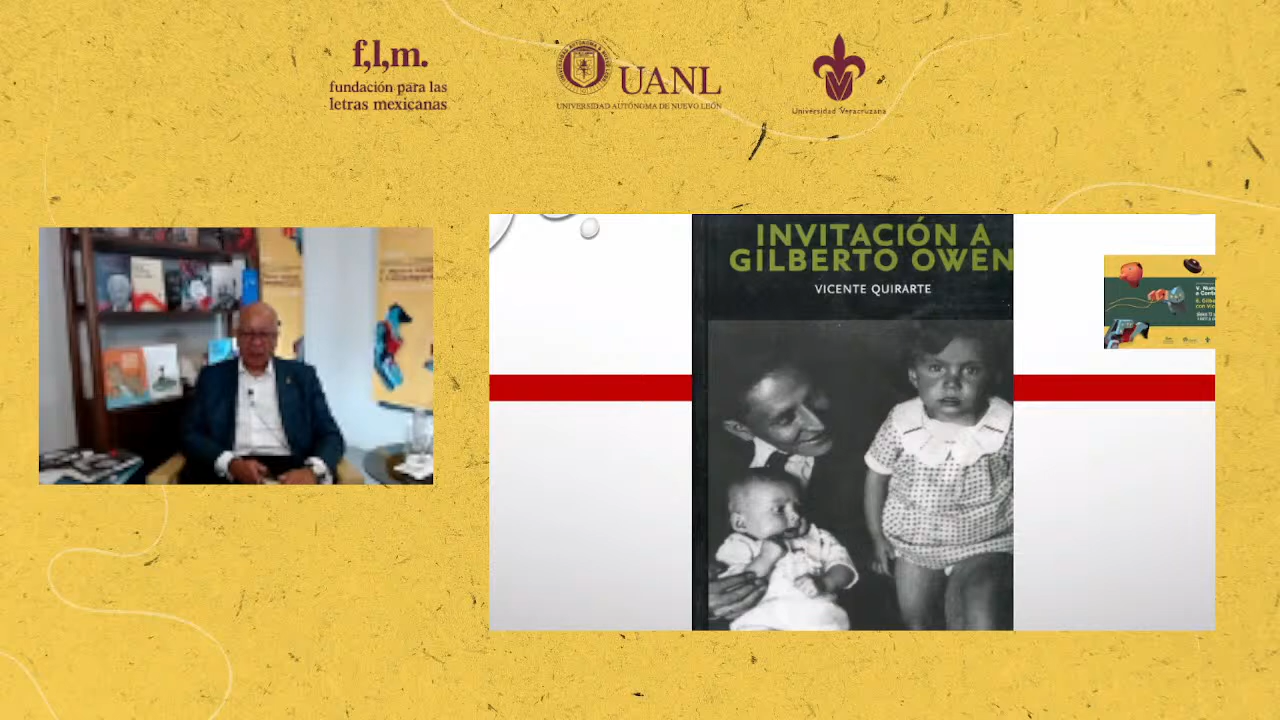 f,l,m.
fundación para las
letras mexicanas
UANL
UNIVERSIDAD AUTÓNOMA DE NUEVO LEÓN
Universidad Veracruzana
INVITACIÓN A
GILBERTO OWEN
VICENTE QUIRARTE